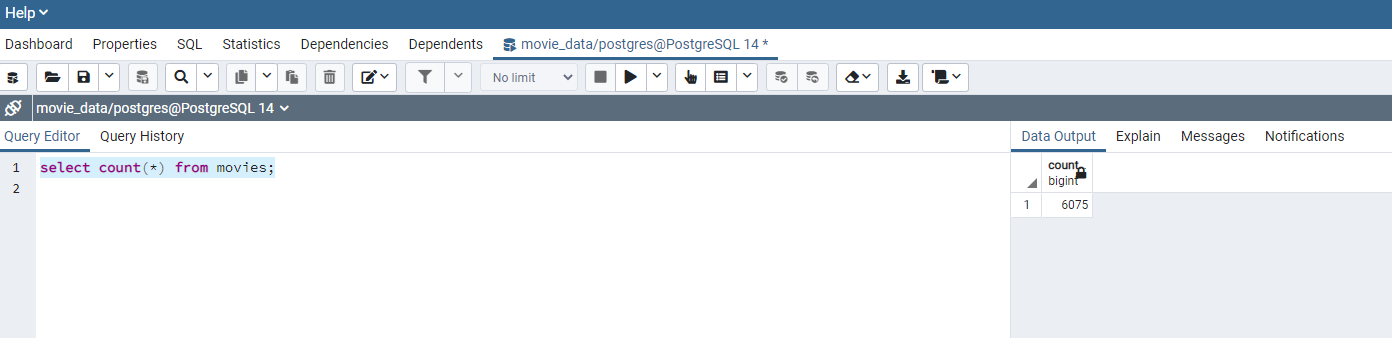 Help
Dashboard Properties SQL Statistics Dependencies Dependents movie_data/postgres@PostgreSQL 14 *
No limit
movie_data/postgres@PostgreSQL 14
Query Editor Query History
1 select count(*) from movies;
2
Data Output Explain Messages Notifications
count
bigint
1 6075